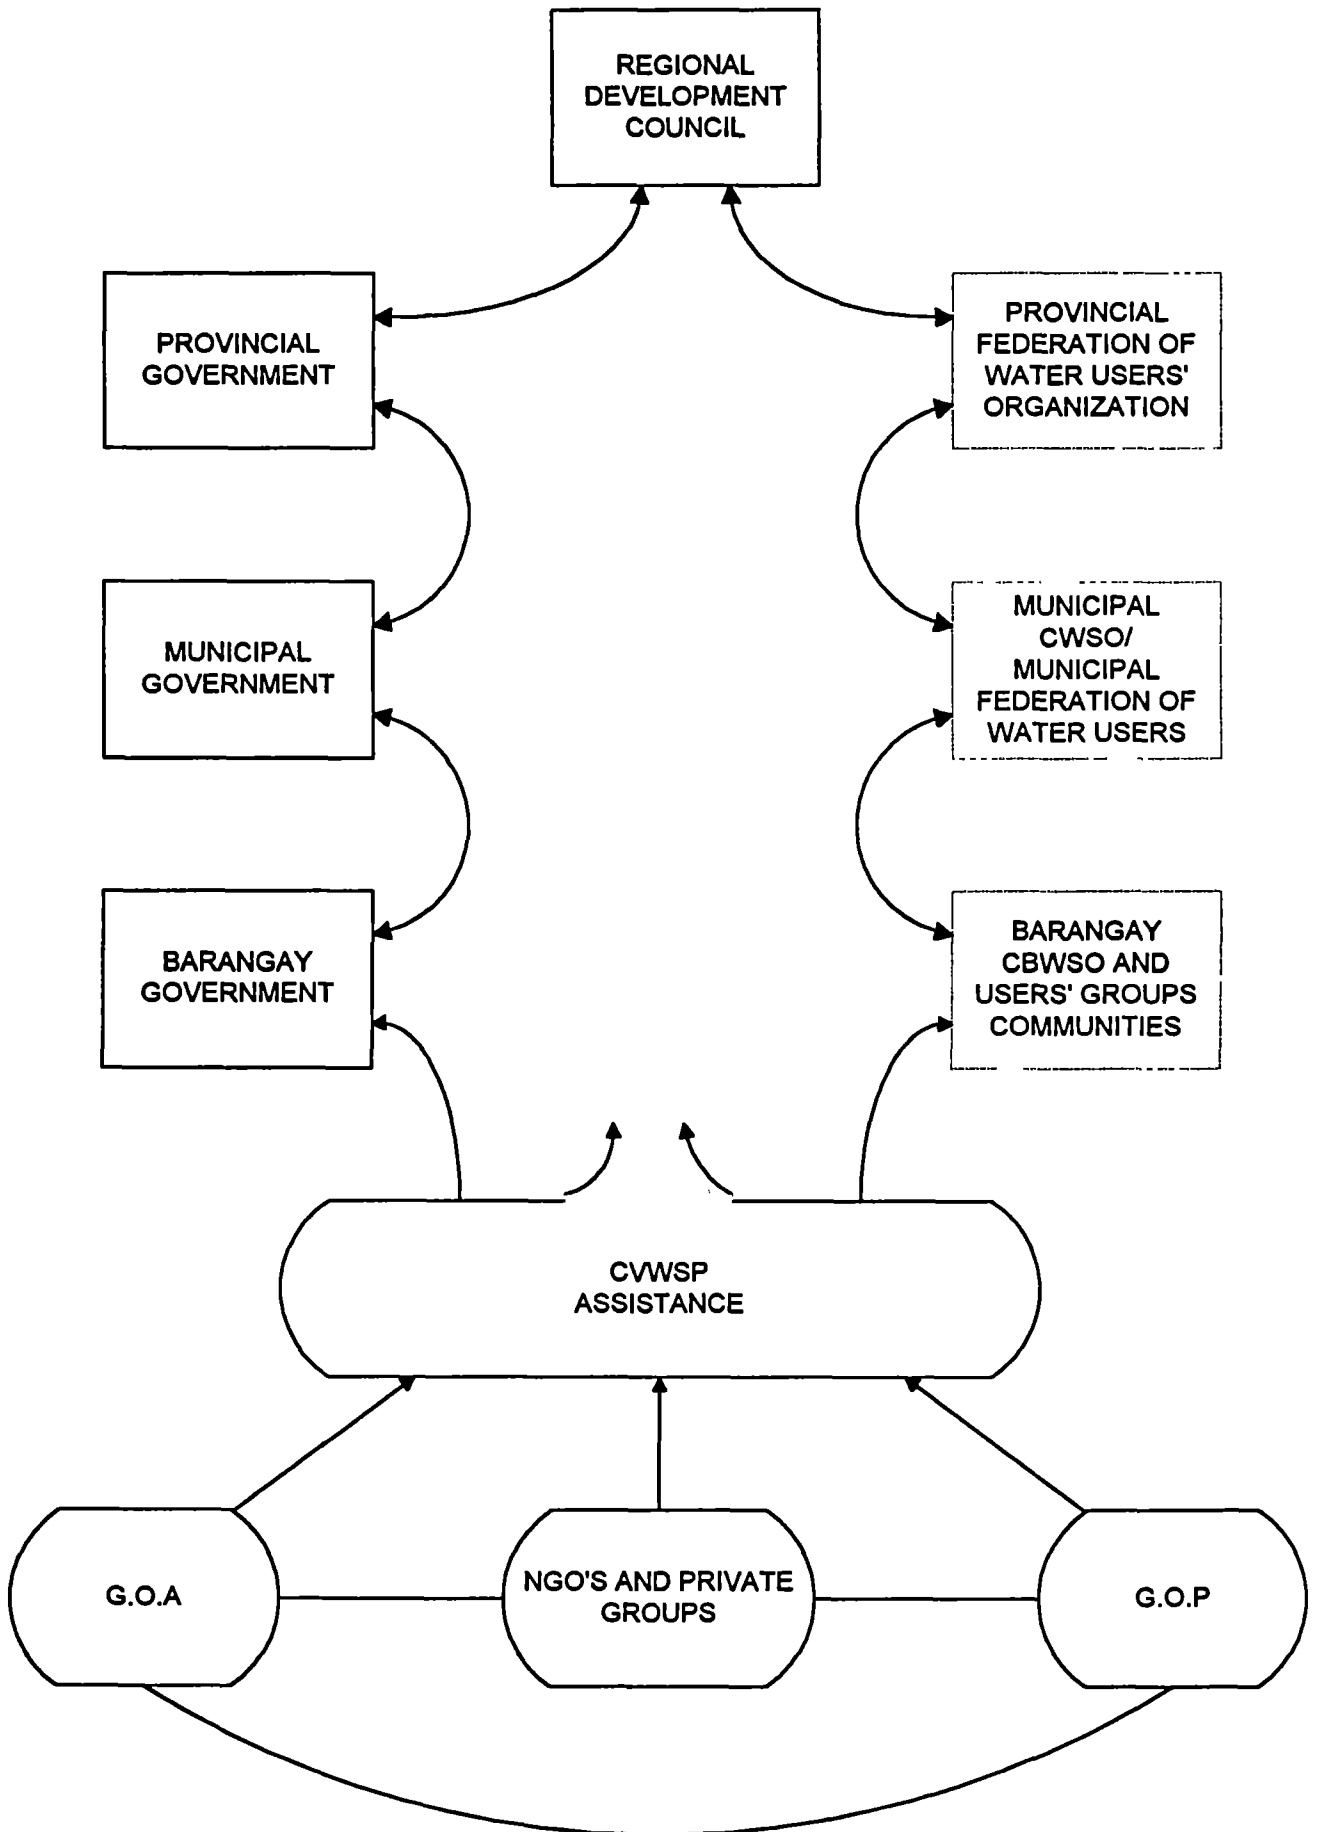 REGIONAL
DEVELOPMENT
COUNCIL
PROVINCIAL
GOVERNMENT
PROVINCIAL
FEDERATION OF
WATER USERS'
ORGANIZATION
MUNICIPAL
GOVERNMENT
MUNICIPAL
CWSO/
MUNICIPAL
FEDERATION OF
WATER USERS
BARANGAY
GOVERNMENT
BARANGAY
CBWSO AND
USERS' GROUPS
COMMUNITIES
CVWSP
ASSISTANCE
G.O.A
NGO'S AND PRIVATE
GROUPS
G.O.P